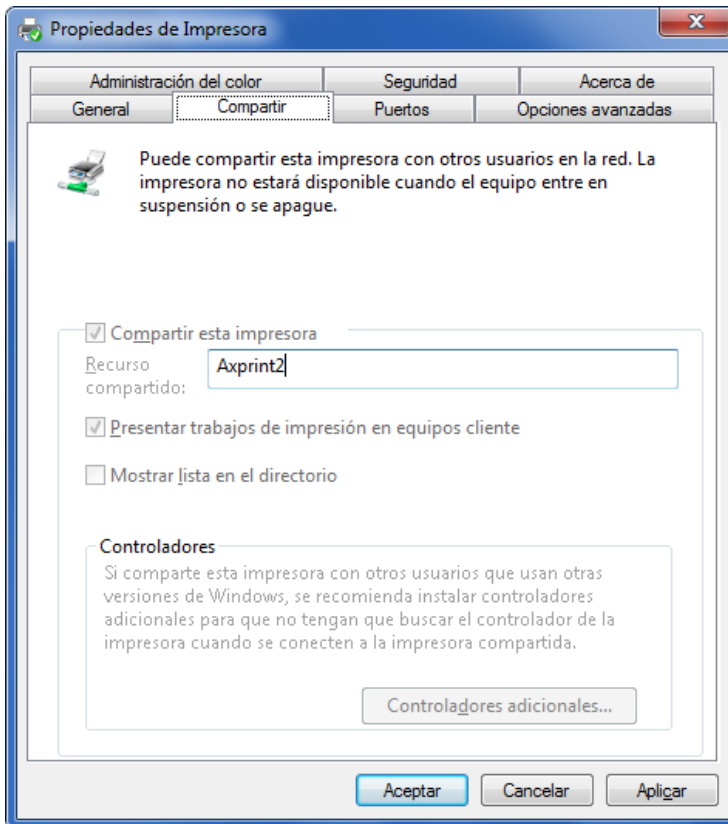 Propiedades de Impresora
Administración del color Seguridad Acerca de
General Compartir Puertos Opciones avanzadas
Puede compartir esta impresora con otros usuarios en la red. La
impresora no estará disponible cuando el equipo entre en
suspensión o se apague.
Compartir esta impresora
Recurso
compartido:
Axprint2
Presentar trabajos de impresión en equipos cliente
Mostrar lista en el directorio
Controladores
Si comparte esta impresora con otros usuarios que usan otras
versiones de Windows, se recomienda instalar controladores
adicionales para que no tengan que buscar el controlador de la
impresora cuando se conecten a la impresora compartida.
Controladores adicionales...
Aceptar Cancelar Aplicar